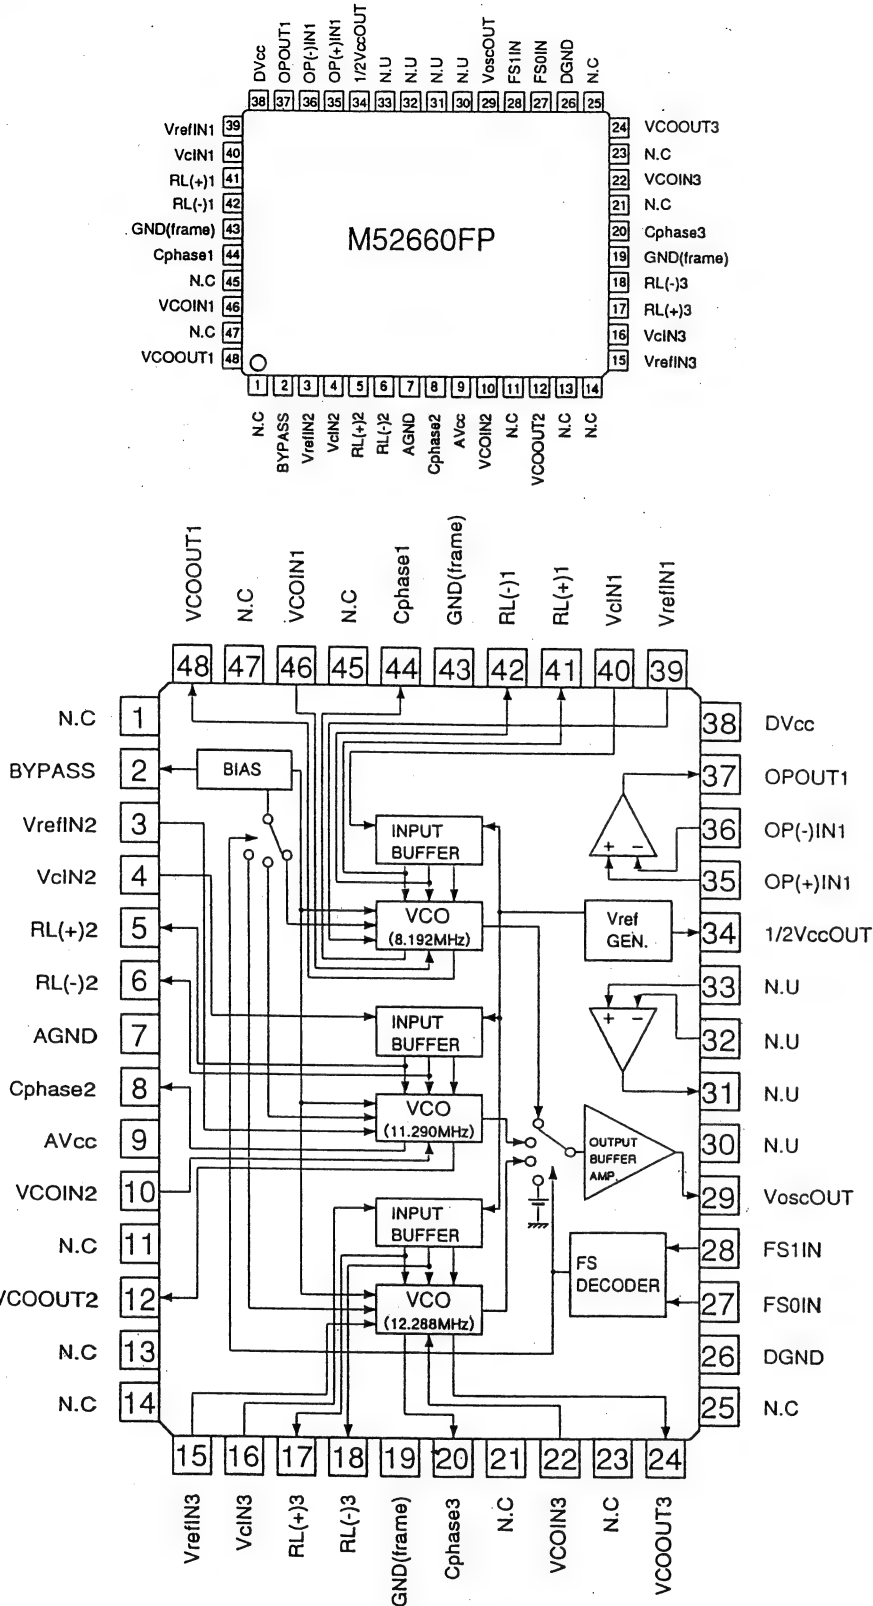 DVcc
OPOUT1
OP(-)IN1
OP(+)IN1
1/2VccOUT
N.U
N.U
N.U
N.U
VoscOUT
FS1IN
FS0IN
DGND
N.C
38 37 36 35 34 33 32 31 30 29 28 27 26 25
VrefIN1 39
VcIN1 40
RL(+)1 41
RL(-)1 42
GND(frame) 43
Cphase1 44
N.C 45
VCOIN1 46
N.C 47
VCOOUT1 48
M52660FP
24 VCOOUT3
23 N.C
22 VCOIN3
21 N.C
20 Cphase3
19 GND(frame)
18 RL(-)3
17 RL(+)3
16 VcIN3
15 VrefIN3
1 2 3 4 5 6 7 8 9 10 11 12 13 14
N.C
BYPASS
VrefIN2
VcIN2
RL(+)2
RL(-)2
AGND
Cphase2
AVcc
VCOIN2
N.C
VCOOUT2
N.C
N.C
VCOOUT1
N.C
VCOIN1
N.C
Cphase1
GND(frame)
RL(-)1
RL(+)1
VcIN1
VrefIN1
48 47 46 45 44 43 42 41 40 39
N.C 1
BYPASS 2
VrefIN2 3
VcIN2 4
RL(+)2 5
RL(-)2 6
AGND 7
Cphase2 8
AVcc 9
VCOIN2 10
N.C 11
VCOOUT2 12
N.C 13
N.C 14
BIAS
INPUT
BUFFER
VCO
(8.192MHz)
INPUT
BUFFER
VCO
(11.290MHz)
INPUT
BUFFER
VCO
(12.288MHz)
+ −
Vref
GEN.
+ −
OUTPUT
BUFFER
AMP.
FS
DECODER
38 DVcc
37 OPOUT1
36 OP(-)IN1
35 OP(+)IN1
34 1/2VccOUT
33 N.U
32 N.U
31 N.U
30 N.U
29 VoscOUT
28 FS1IN
27 FS0IN
26 DGND
25 N.C
15 16 17 18 19 20 21 22 23 24
VrefIN3
VcIN3
RL(+)3
RL(-)3
GND(frame)
Cphase3
N.C
VCOIN3
N.C
VCOOUT3